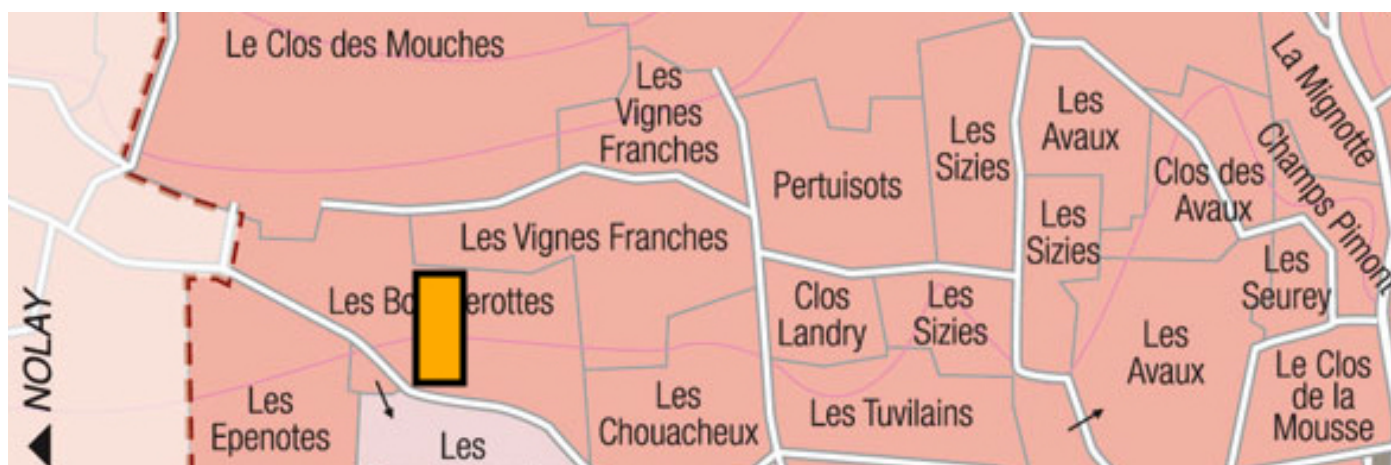 Le Clos des Mouches
Les
Vignes
Franches
Les Vignes Franches
Les
Epenotes
Les
Les
Chouacheux
Pertuisots
Les
Sizies
Clos
Landry
Les
Sizies
Les Tuvilains
Les
Avaux
Les
Sizies
Clos des
Avaux
Les
Avaux
La Mignotte
Champs Pimont
Les
Seurey
Le Clos
de la
Mousse
Les
NOLAY